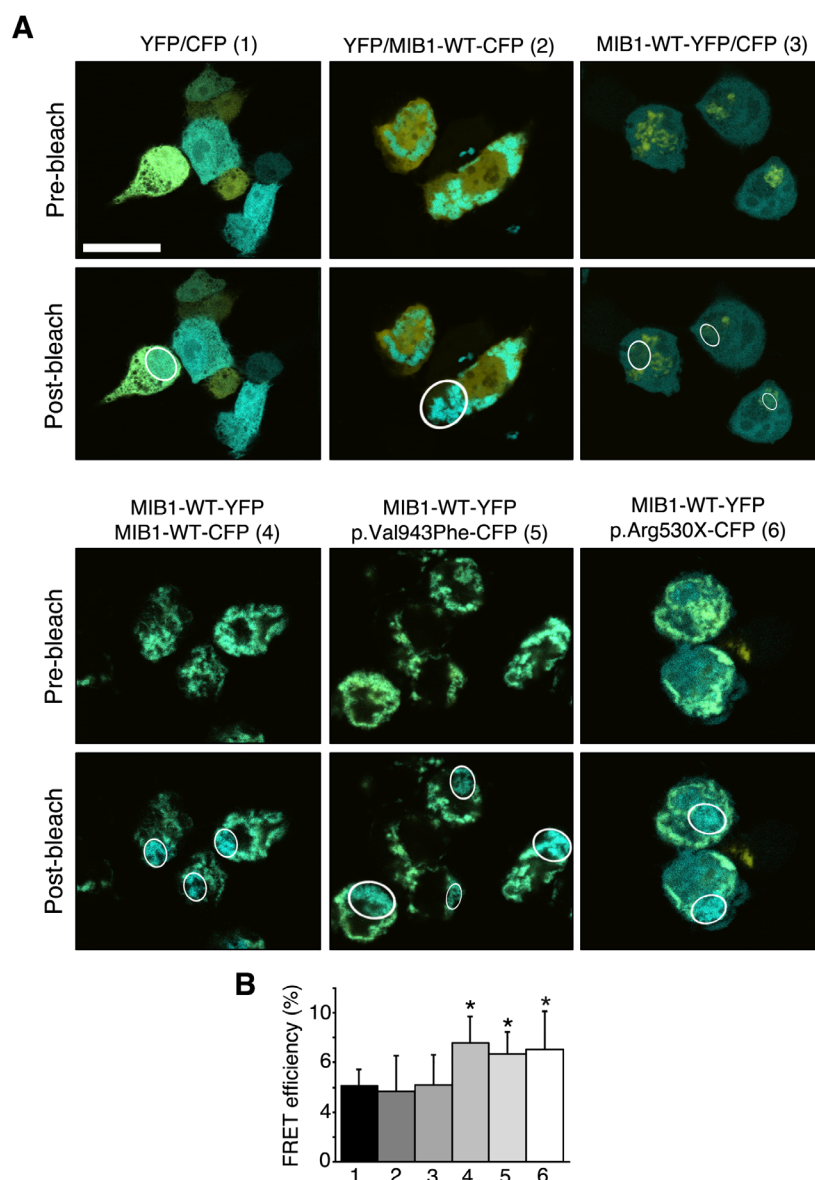 A
YFP/CFP (1)
YFP/MIB1-WT-CFP (2)
MIB1-WT-YFP/CFP (3)
Pre-bleach
Post-bleach
MIB1-WT-YFP
MIB1-WT-CFP (4)
MIB1-WT-YFP
p.Val943Phe-CFP (5)
MIB1-WT-YFP
p.Arg530X-CFP (6)
Pre-bleach
Post-bleach
B
FRET efficiency (%)
10
6
4
0
* * *
1 2 3 4 5 6